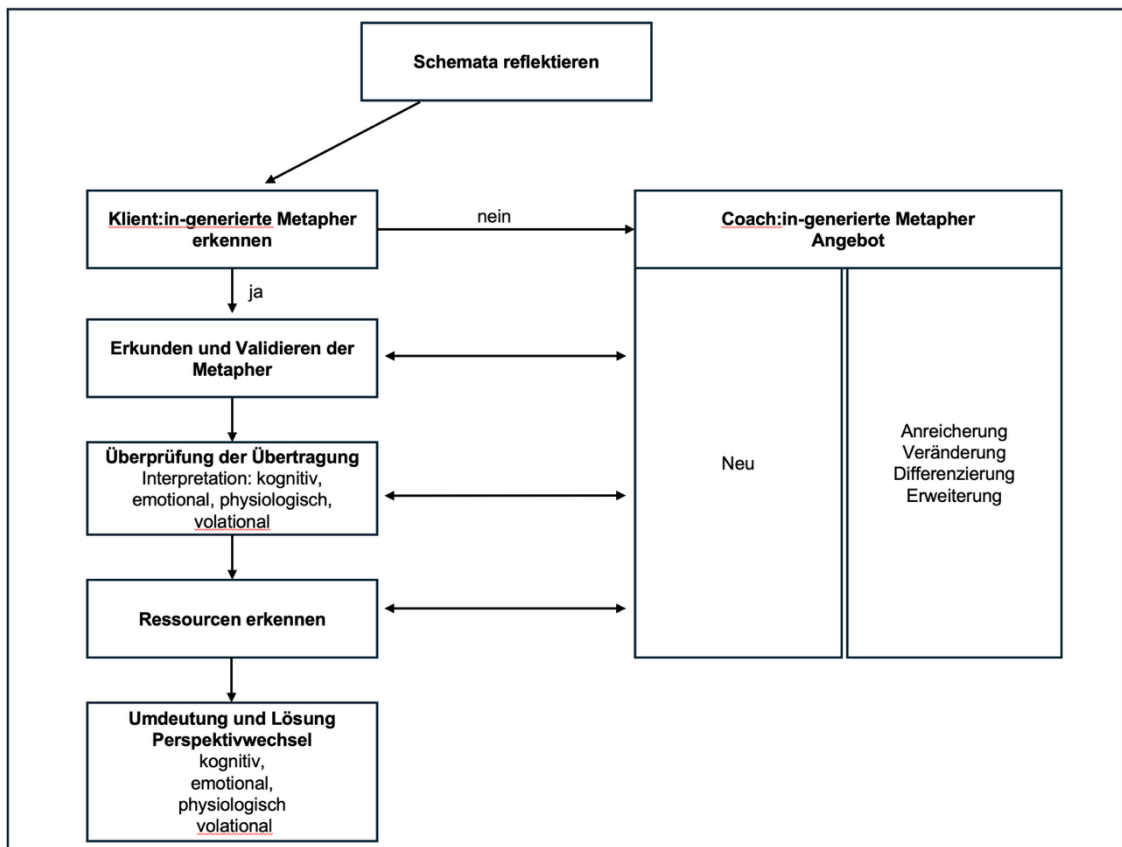 Schemata reflektieren
Klient:in-generierte Metapher
erkennen
nein
Coach:in-generierte Metapher
Angebot
ja
Erkunden und Validieren der
Metapher
Überprüfung der Übertragung
Interpretation: kognitiv,
emotional, physiologisch,
volational
Neu
Anreicherung
Veränderung
Differenzierung
Erweiterung
Ressourcen erkennen
Umdeutung und Lösung
Perspektivwechsel
kognitiv,
emotional,
physiologisch
volational